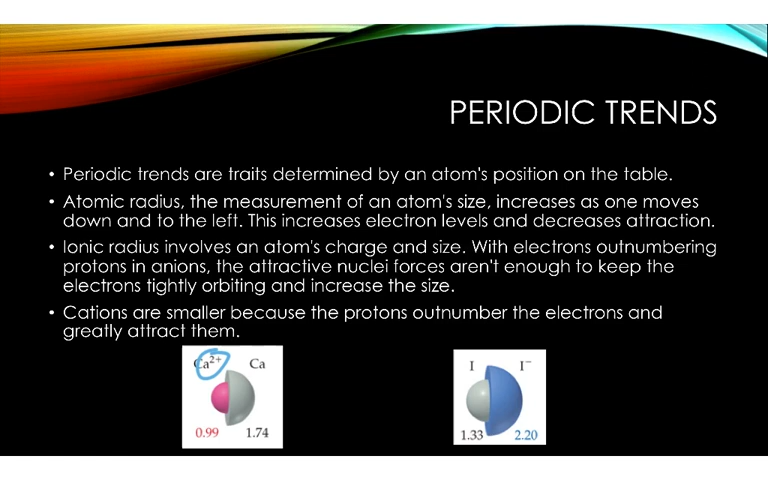 PERIODIC TRENDS
• Periodic trends are traits determined by an atom's position on the table.
• Atomic radius, the measurement of an atom's size, increases as one moves
down and to the left. This increases electron levels and decreases attraction.
• Ionic radius involves an atom's charge and size. With electrons outnumbering
protons in anions, the attractive nuclei forces aren't enough to keep the
electrons tightly orbiting and increase the size.
• Cations are smaller because the protons outnumber the electrons and
greatly attract them.
Ca²⁺ Ca
0.99 1.74
I I⁻
1.33 2.20